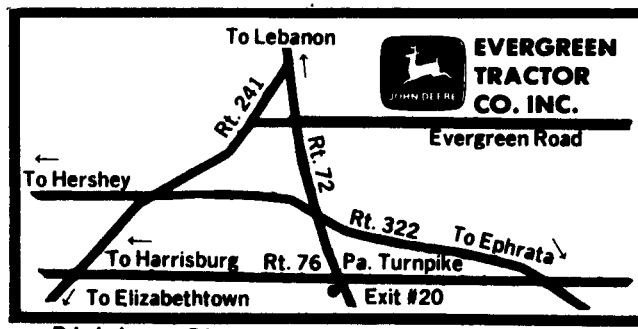 To Lebanon
EVERGREEN
TRACTOR
CO. INC.
JOHN DEERE
Rt. 241
Evergreen Road
Rt. 72
To Hershey
Rt. 322
To Ephrata
To Harrisburg
Rt. 76
Pa. Turnpike
To Elizabethtown
Exit #20